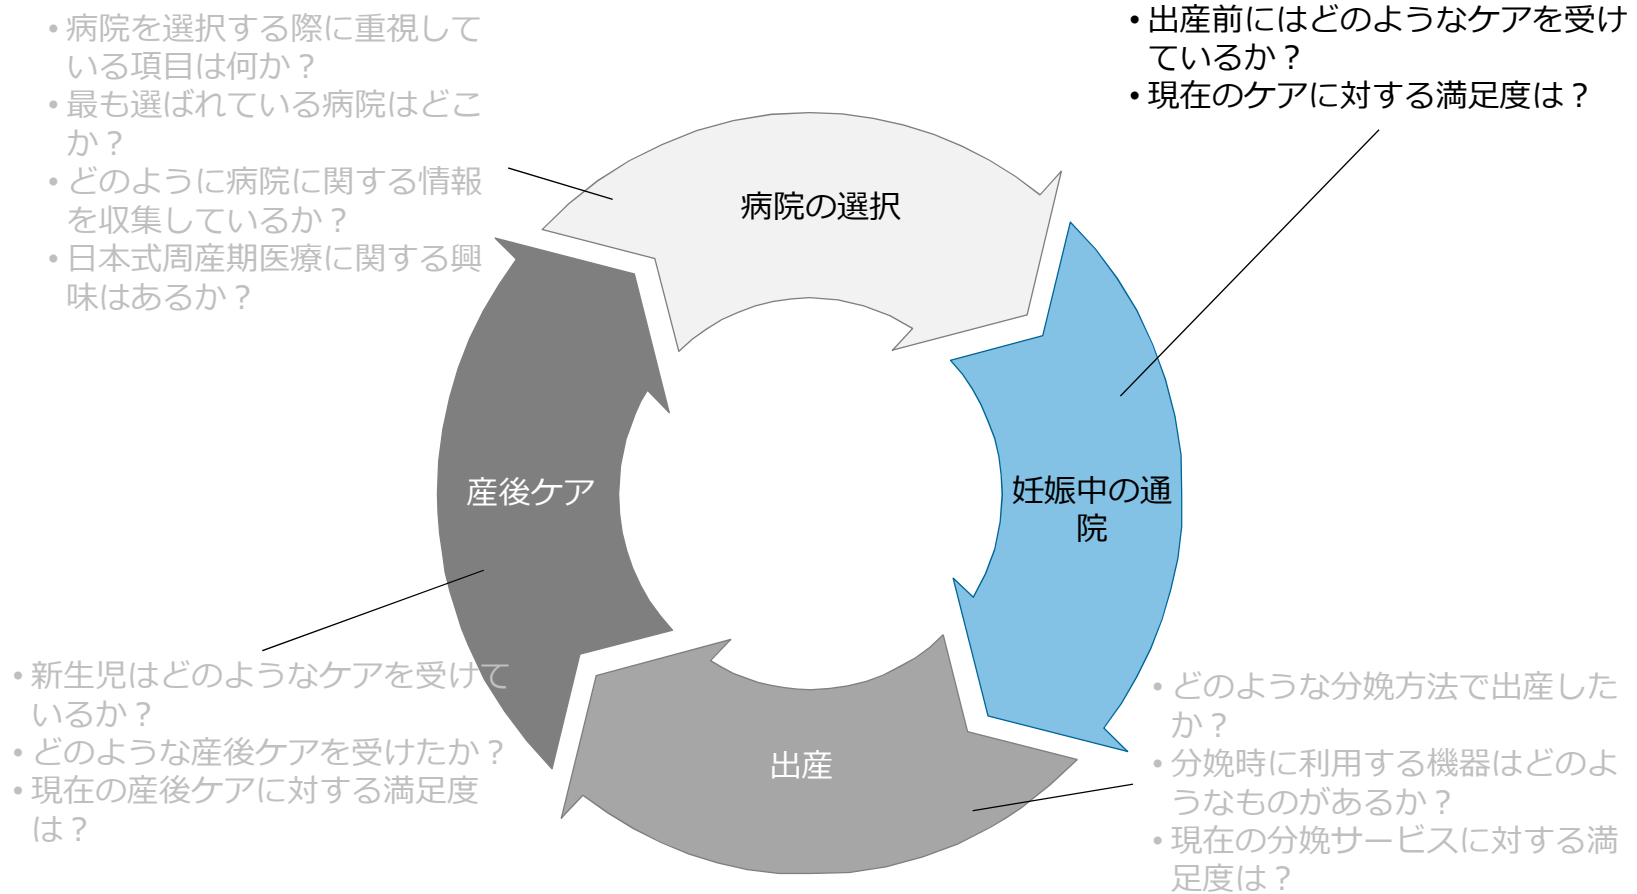 • 病院を選択する際に重視して
いる項目は何か？
• 最も選ばれている病院はどこ
か？
• どのように病院に関する情報
を収集しているか？
• 日本式周産期医療に関する興
味はあるか？
• 出産前にはどのようなケアを受け
ているか？
• 現在のケアに対する満足度は？
病院の選択
産後ケア
妊娠中の通
院
出産
• 新生児はどのようなケアを受けて
いるか？
• どのような産後ケアを受けたか？
• 現在の産後ケアに対する満足度
は？
• どのような分娩方法で出産した
か？
• 分娩時に利用する機器はどのよ
うなものがあるか？
• 現在の分娩サービスに対する満
足度は？